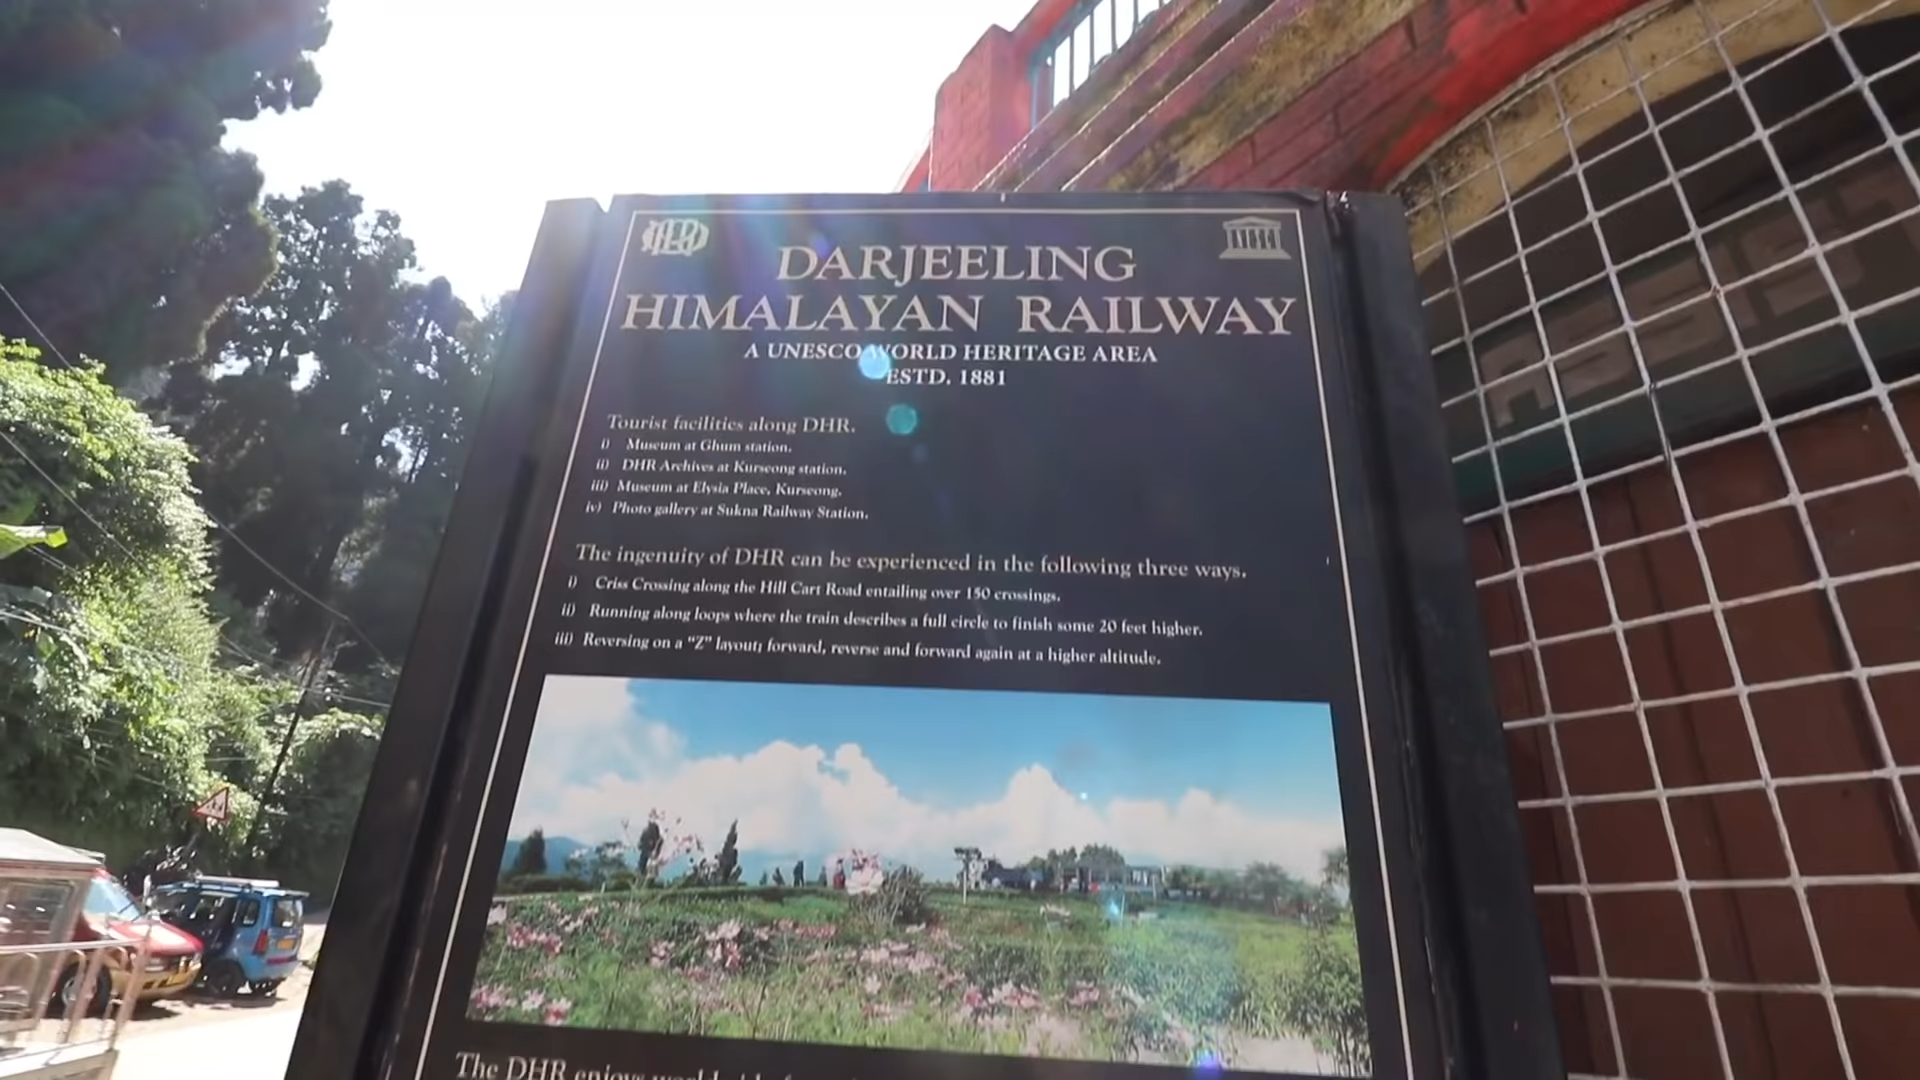 DHR
UNESCO
DARJEELING
HIMALAYAN RAILWAY
A UNESCO WORLD HERITAGE AREA
ESTD. 1881
Tourist facilities along DHR.
i) Museum at Ghum station.
ii) DHR Archives at Kurseong station.
iii) Museum at Elysia Place, Kurseong.
iv) Photo gallery at Sukna Railway Station.
The ingenuity of DHR can be experienced in the following three ways.
i) Criss Crossing along the Hill Cart Road entailing over 150 crossings.
ii) Running along loops where the train describes a full circle to finish some 20 feet higher.
iii) Reversing on a "Z" layout; forward, reverse and forward again at a higher altitude.
The DHR enjoys